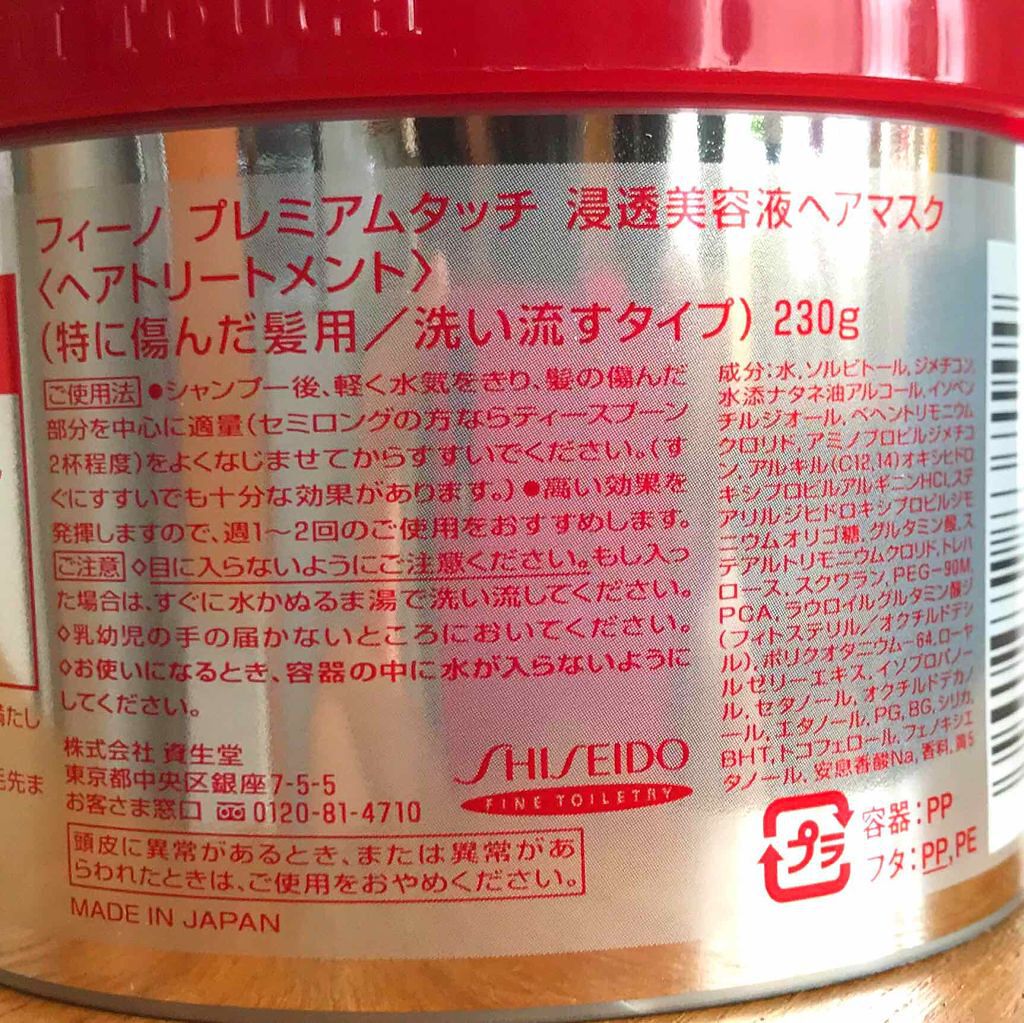 フィーノ プレミアムタッチ 浸透美容液ヘアマスク
〈ヘアトリートメント〉
(特に傷んだ髪用／洗い流すタイプ) 230g
ご使用法 ●シャンプー後、軽く水気をきり、髪の傷んだ
部分を中心に適量(セミロングの方ならティースプーン
2杯程度)をよくなじませてからすすいでください。(す
ぐにすすいでも十分な効果があります。) ●高い効果を
発揮しますので、週1～2回のご使用をおすすめします。
ご注意 ◇目に入らないようにご注意ください。もし入っ
た場合は、すぐに水かぬるま湯で洗い流してください。
◇乳幼児の手の届かないところにおいてください。
◇お使いになるとき、容器の中に水が入らないように
してください。
株式会社 資生堂
東京都中央区銀座7-5-5
お客さま窓口 0120-81-4710
頭皮に異常があるとき、または異常があ
らわれたときは、ご使用をおやめください。
MADE IN JAPAN
SHISEIDO
FINE TOILETRY
成分：水、ソルビトール、ジメチコン、
水添ナタネ油アルコール、イソペン
チルジオール、ベヘントリモニウム
クロリド、アミノプロピルジメチコ
ン、アルキル(C12,14)オキシヒドロ
キシプロピルアルギニンHCl、ステ
アリルジヒドロキシプロピルジモ
ニウムオリゴ糖、グルタミン酸、ス
テアルトリモニウムクロリド、トレハ
ロース、スクワラン、PEG-90M、
PCA、ラウロイルグルタミン酸ジ
(フィトステリル／オクチルドデシ
ル)、ポリクオタニウム-64、ローヤ
ルゼリーエキス、イソプロパノー
ル、セタノール、オクチルドデカノ
ール、エタノール、PG、BG、シリカ、
BHT、トコフェロール、フェノキシエ
タノール、安息香酸Na、香料、黄5
プラ
容器：PP
フタ：PP、PE
満たし
毛先ま